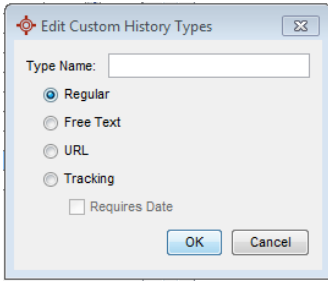 Edit Custom History Types
Type Name:
Regular
Free Text
URL
Tracking
Requires Date
OK Cancel